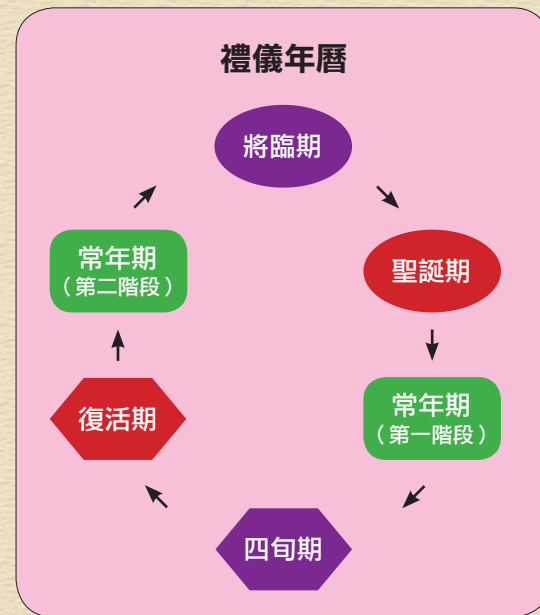 禮儀年曆
將臨期
聖誕期
常年期
（第一階段）
四旬期
復活期
常年期
（第二階段）